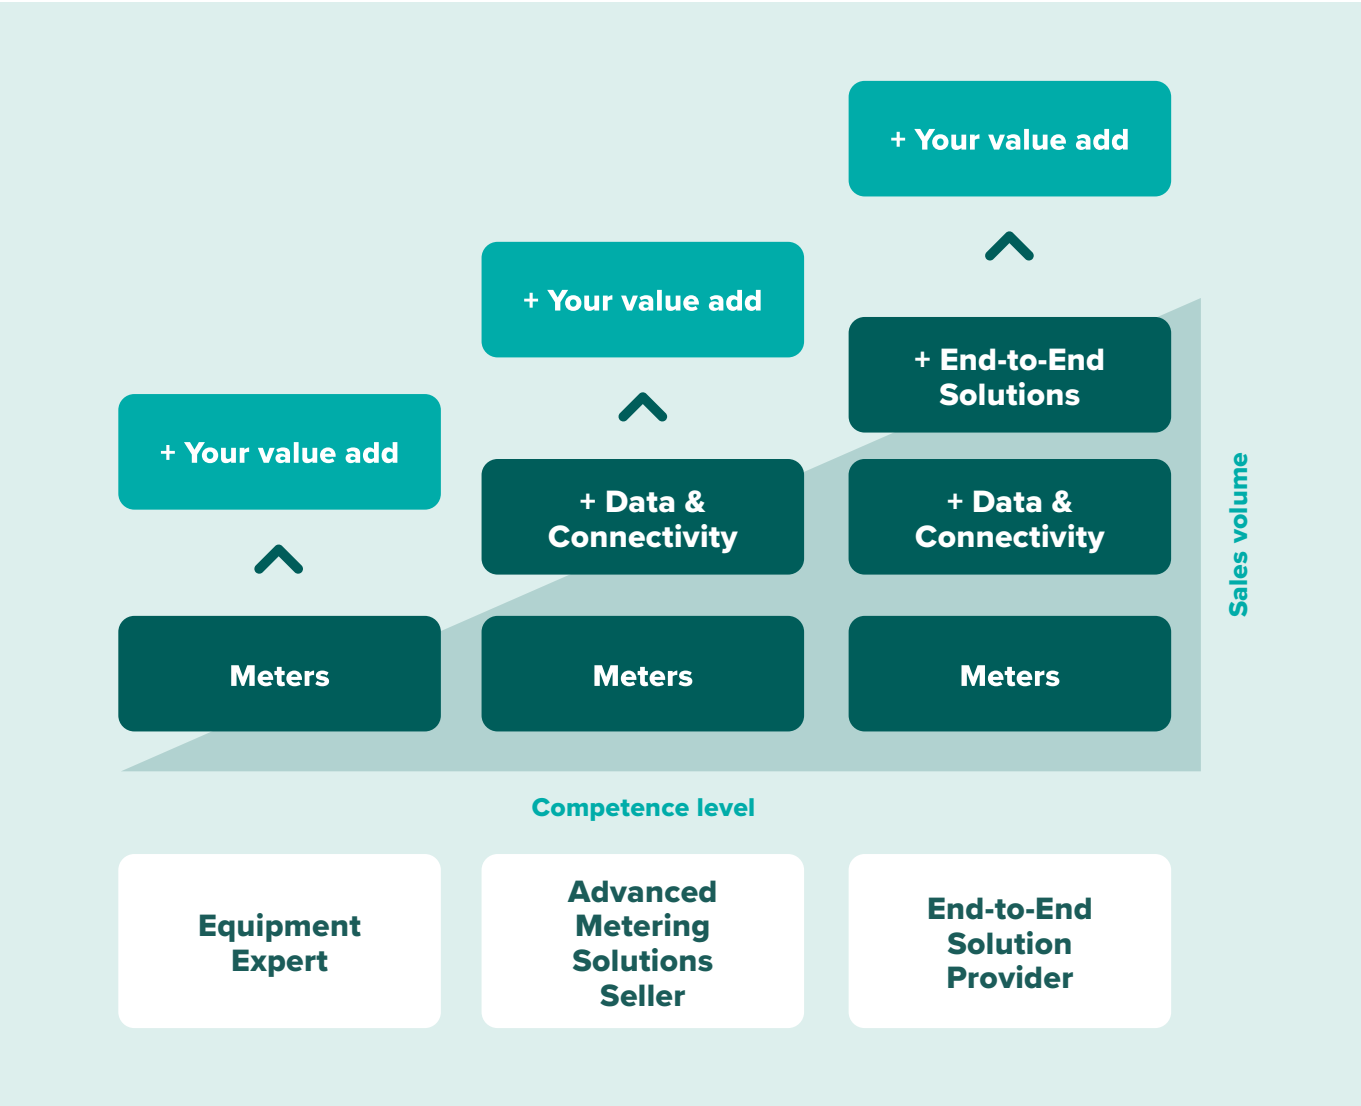 + Your value add
+ Your value add
+ Your value add
+ End-to-End
Solutions
+ Data &
Connectivity
+ Data &
Connectivity
Meters
Meters
Meters
Sales volume
Competence level
Equipment
Expert
Advanced
Metering
Solutions
Seller
End-to-End
Solution
Provider